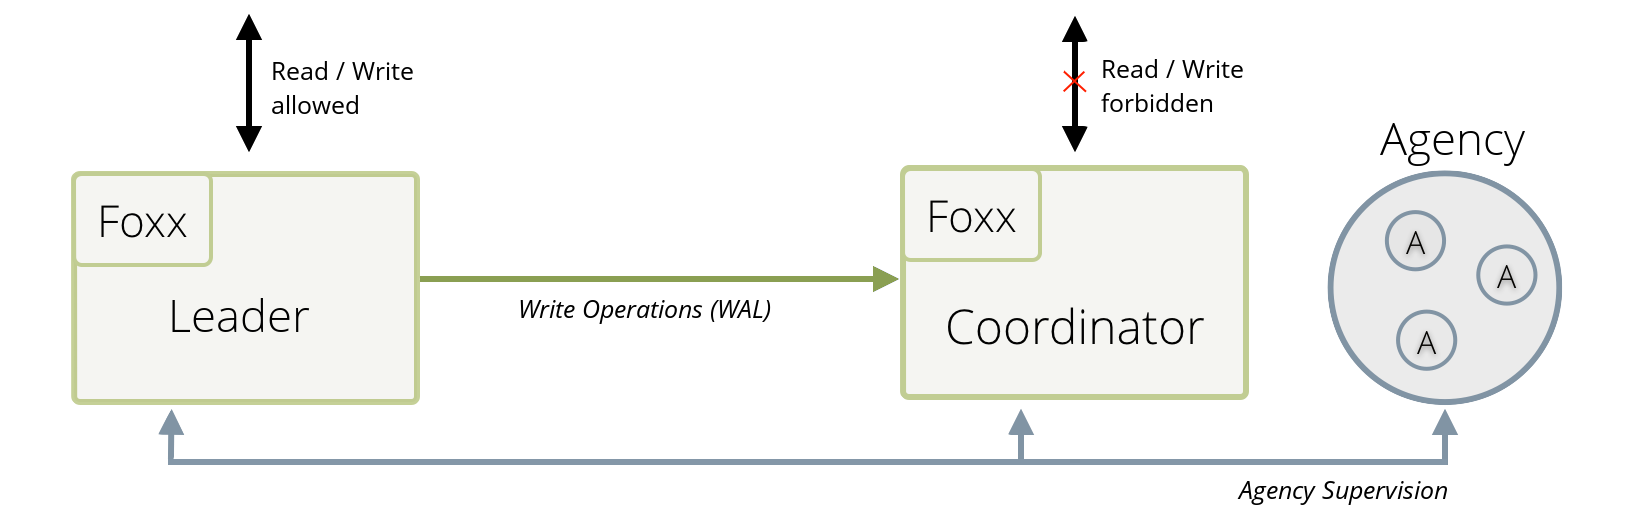 Read / Write
allowed
Read / Write
forbidden
Agency
Foxx
Leader
Write Operations (WAL)
Foxx
Coordinator
A
A
A
Agency Supervision